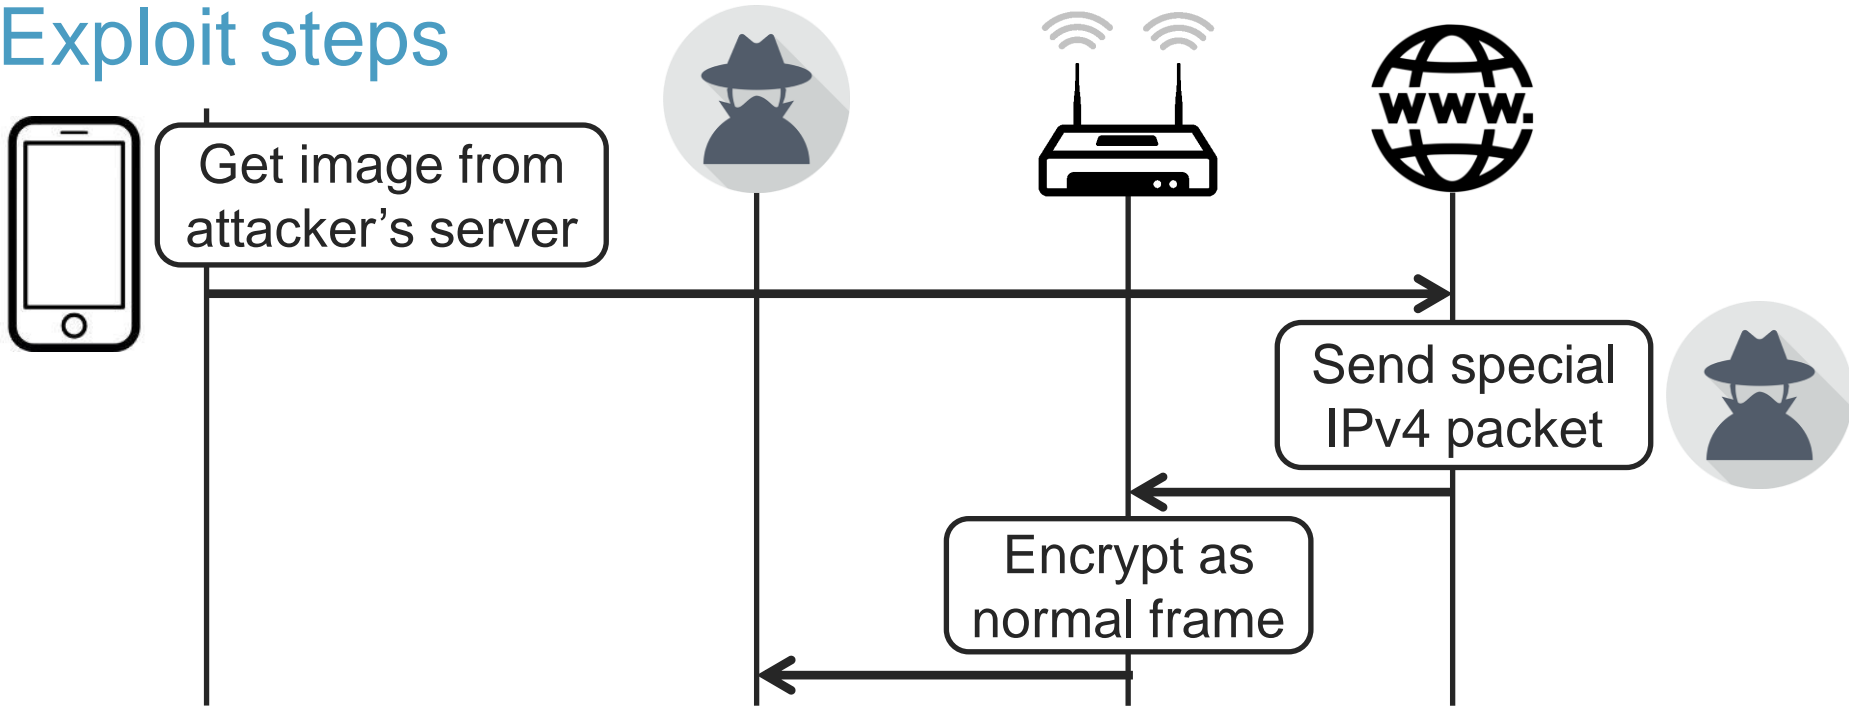 Exploit steps
www.
Get image from
attacker’s server
Send special
IPv4 packet
Encrypt as
normal frame